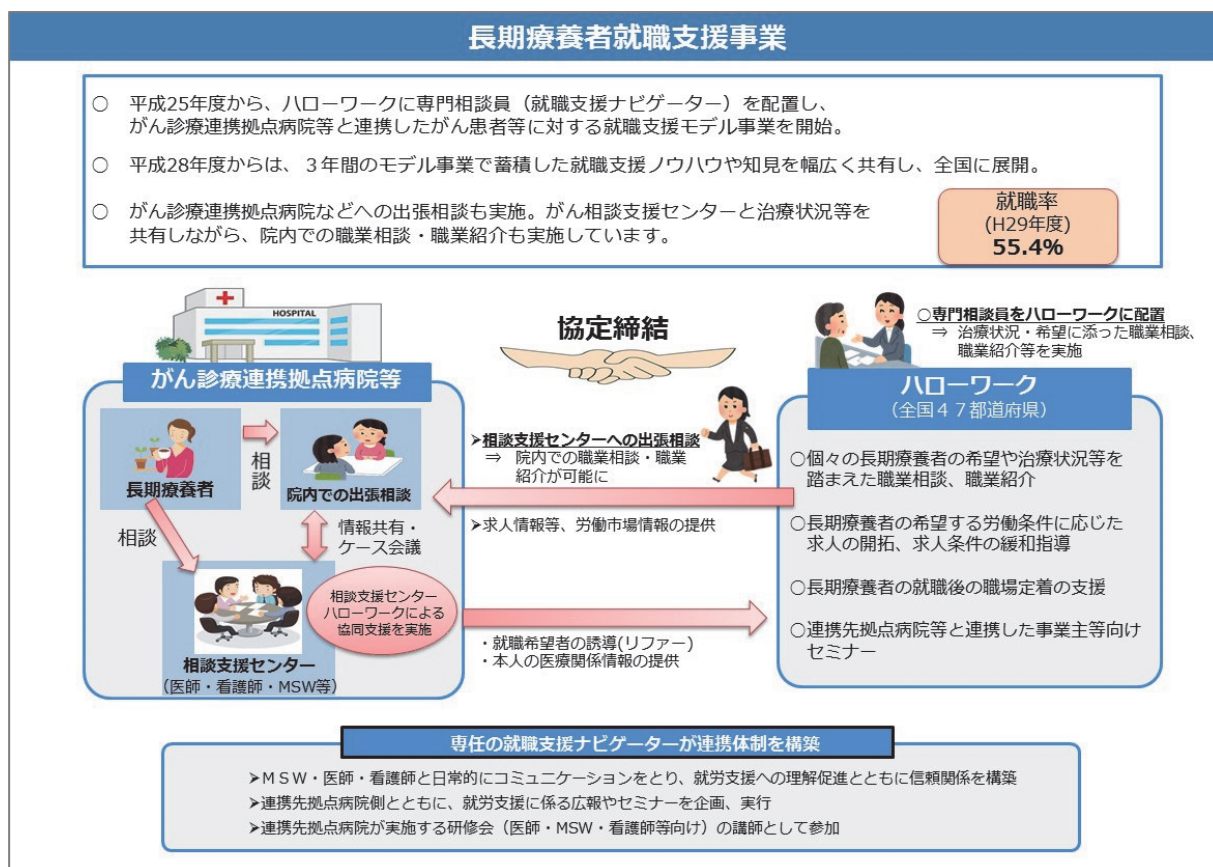 長期療養者就職支援事業
○ 平成25年度から、ハローワークに専門相談員（就職支援ナビゲーター）を配置し、
がん診療連携拠点病院等と連携したがん患者等に対する就職支援モデル事業を開始。
○ 平成28年度からは、３年間のモデル事業で蓄積した就職支援ノウハウや知見を幅広く共有し、全国に展開。
○ がん診療連携拠点病院などへの出張相談も実施。がん相談支援センターと治療状況等を
共有しながら、院内での職業相談・職業紹介も実施しています。
就職率
(H29年度)
55.4%
HOSPITAL
がん診療連携拠点病院等
長期療養者
相談
院内での出張相談
相談
情報共有・
ケース会議
相談支援センター
ハローワークによる
協同支援を実施
相談支援センター
（医師・看護師・MSW等）
協定締結
➤相談支援センターへの出張相談
⇒ 院内での職業相談・職業
紹介が可能に
➤求人情報等、労働市場情報の提供
・就職希望者の誘導(リファー)
・本人の医療関係情報の提供
○専門相談員をハローワークに配置
⇒ 治療状況・希望に添った職業相談、
職業紹介等を実施
ハローワーク
（全国４７都道府県）
○個々の長期療養者の希望や治療状況等を
踏まえた職業相談、職業紹介
○長期療養者の希望する労働条件に応じた
求人の開拓、求人条件の緩和指導
○長期療養者の就職後の職場定着の支援
○連携先拠点病院等と連携した事業主等向け
セミナー
専任の就職支援ナビゲーターが連携体制を構築
➤ＭＳＷ・医師・看護師と日常的にコミュニケーションをとり、就労支援への理解促進とともに信頼関係を構築
➤連携先拠点病院側とともに、就労支援に係る広報やセミナーを企画、実行
➤連携先拠点病院が実施する研修会（医師・MSW・看護師等向け）の講師として参加